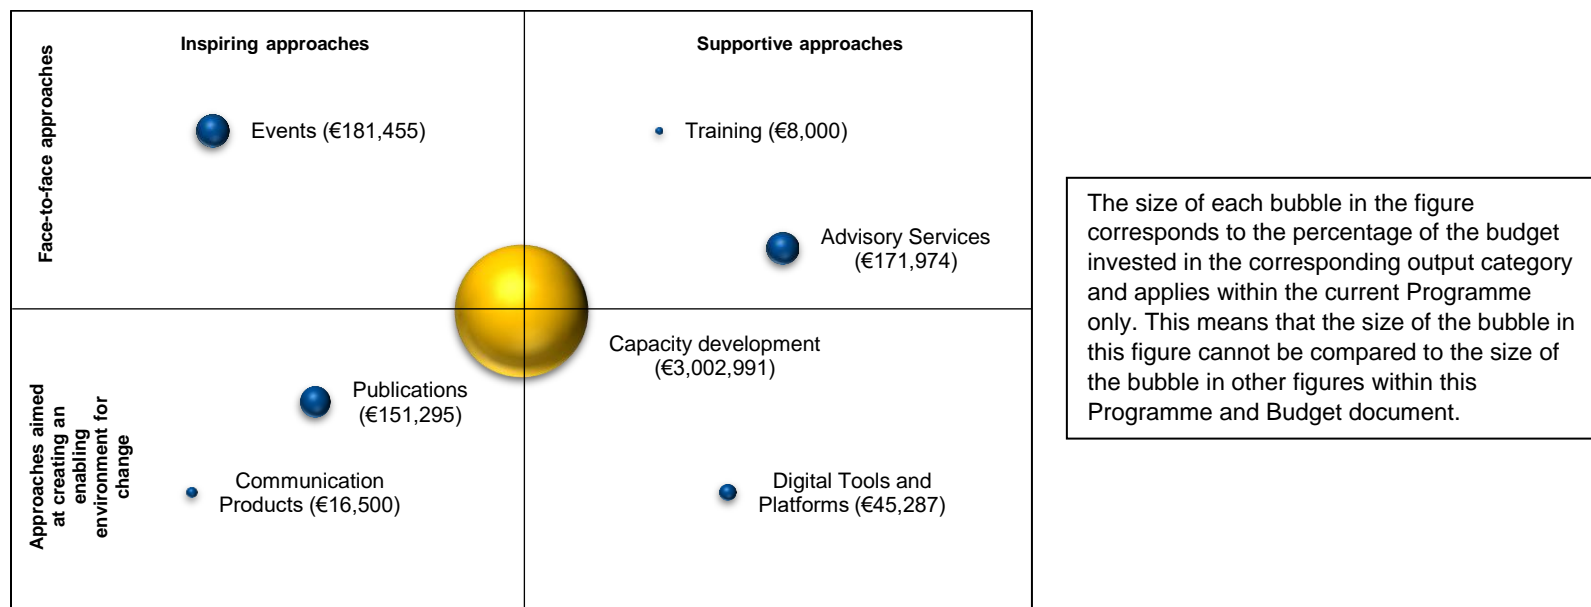 Inspiring approaches
Supportive approaches
Face-to-face approaches
Events (€181,455)
Training (€8,000)
Advisory Services
(€171,974)
Capacity development
(€3,002,991)
Approaches aimed
at creating an
enabling
environment for
change
Publications
(€151,295)
Communication
Products (€16,500)
Digital Tools and
Platforms (€45,287)
The size of each bubble in the figure
corresponds to the percentage of the budget
invested in the corresponding output category
and applies within the current Programme
only. This means that the size of the bubble in
this figure cannot be compared to the size of
the bubble in other figures within this
Programme and Budget document.